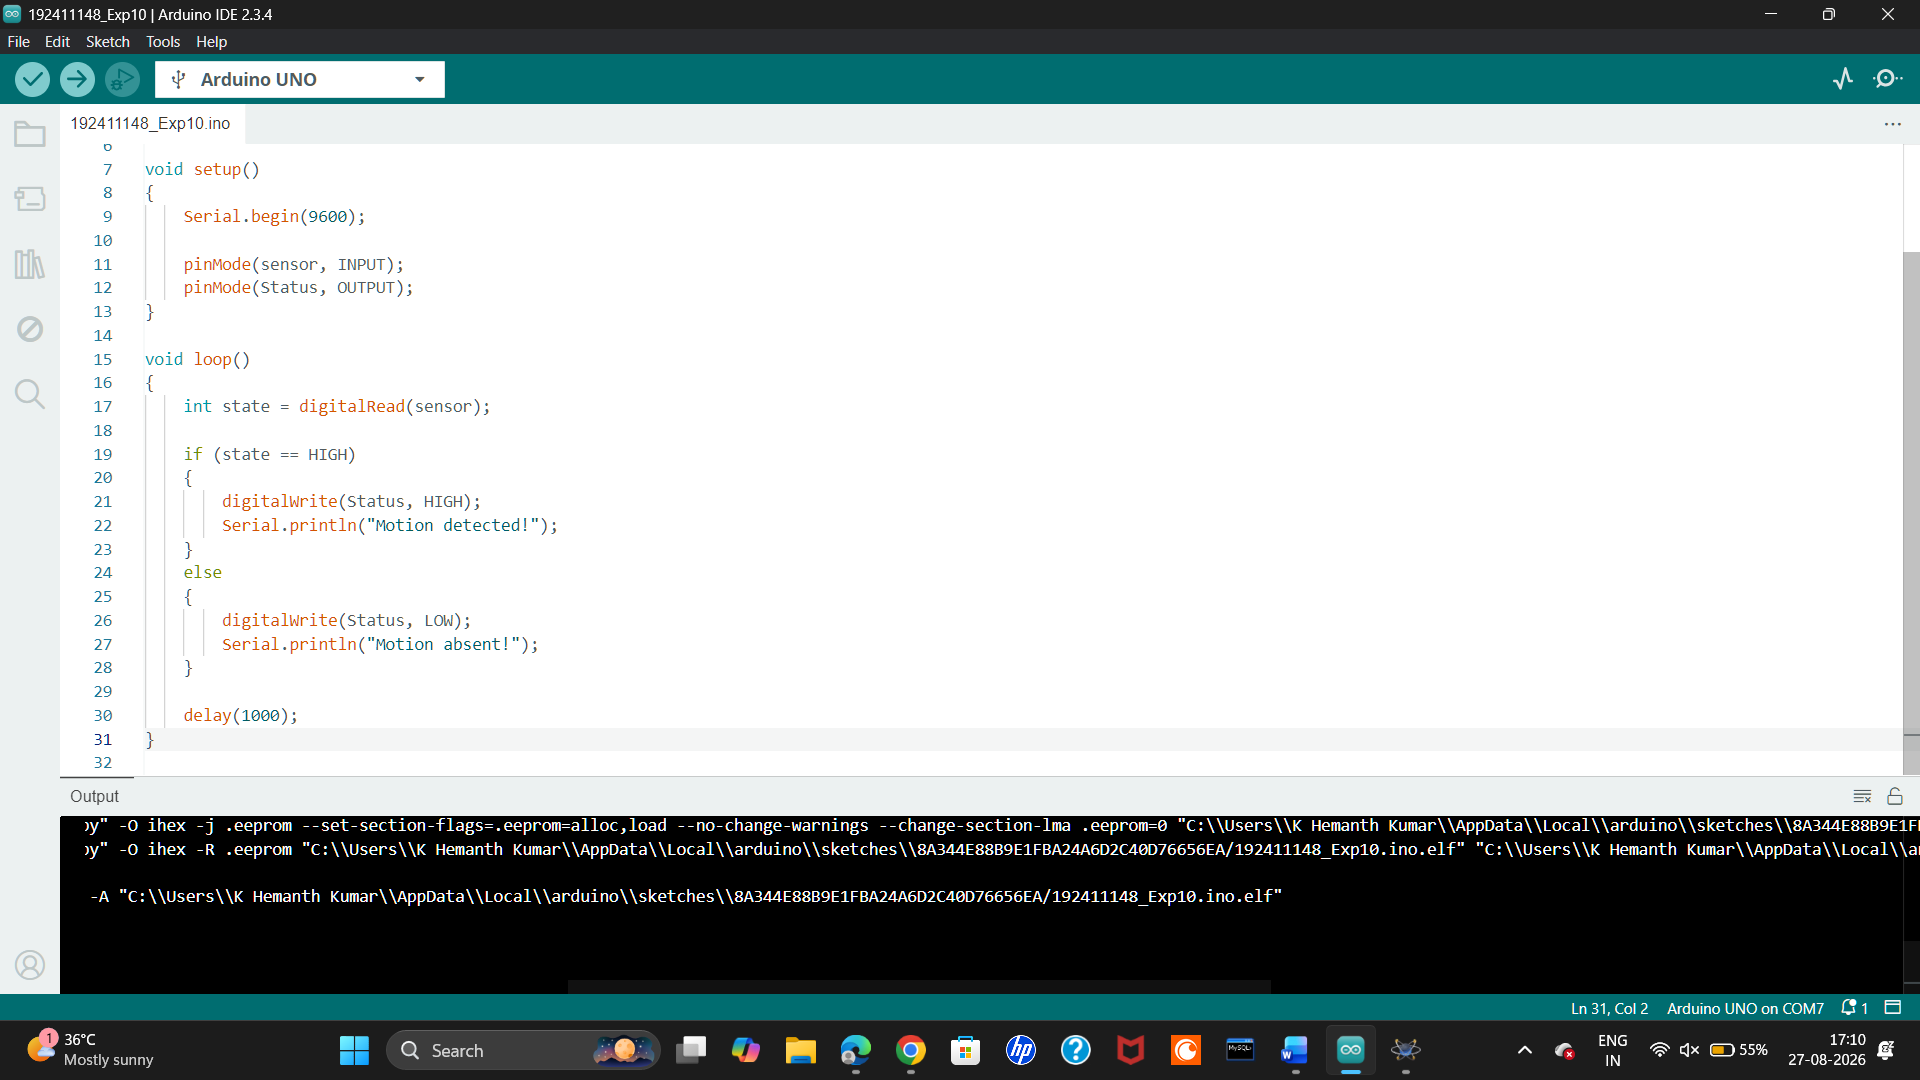 192411148_Exp10 | Arduino IDE 2.3.4
File Edit Sketch Tools Help
Arduino UNO
192411148_Exp10.ino
6
7 void setup()
8 {
9 Serial.begin(9600);
10
11 pinMode(sensor, INPUT);
12 pinMode(Status, OUTPUT);
13 }
14
15 void loop()
16 {
17 int state = digitalRead(sensor);
18
19 if (state == HIGH)
20 {
21 digitalWrite(Status, HIGH);
22 Serial.println("Motion detected!");
23 }
24 else
25 {
26 digitalWrite(Status, LOW);
27 Serial.println("Motion absent!");
28 }
29
30 delay(1000);
31 }
32
Output
py" -O ihex -j .eeprom --set-section-flags=.eeprom=alloc,load --no-change-warnings --change-section-lma .eeprom=0 "C:\\Users\\K Hemanth Kumar\\AppData\\Local\\arduino\\sketches\\8A344E88B9E1F
py" -O ihex -R .eeprom "C:\\Users\\K Hemanth Kumar\\AppData\\Local\\arduino\\sketches\\8A344E88B9E1FBA24A6D2C40D76656EA/192411148_Exp10.ino.elf" "C:\\Users\\K Hemanth Kumar\\AppData\\Local\\a
-A "C:\\Users\\K Hemanth Kumar\\AppData\\Local\\arduino\\sketches\\8A344E88B9E1FBA24A6D2C40D76656EA/192411148_Exp10.ino.elf"
Ln 31, Col 2 Arduino UNO on COM7 1
1
36°C
Mostly sunny
Search
hp
MySQL
W
ENG
IN
55%
17:10
27-08-2026